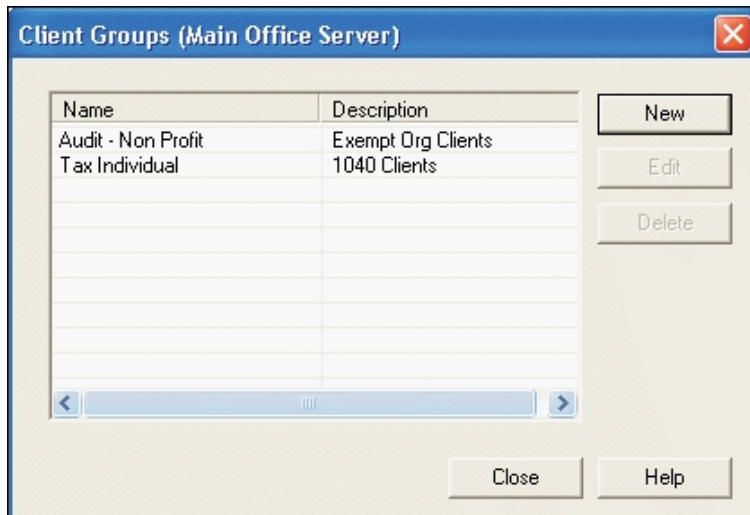 Client Groups (Main Office Server)
Name Description
Audit - Non Profit Exempt Org Clients
Tax Individual 1040 Clients
New
Edit
Delete
Close Help